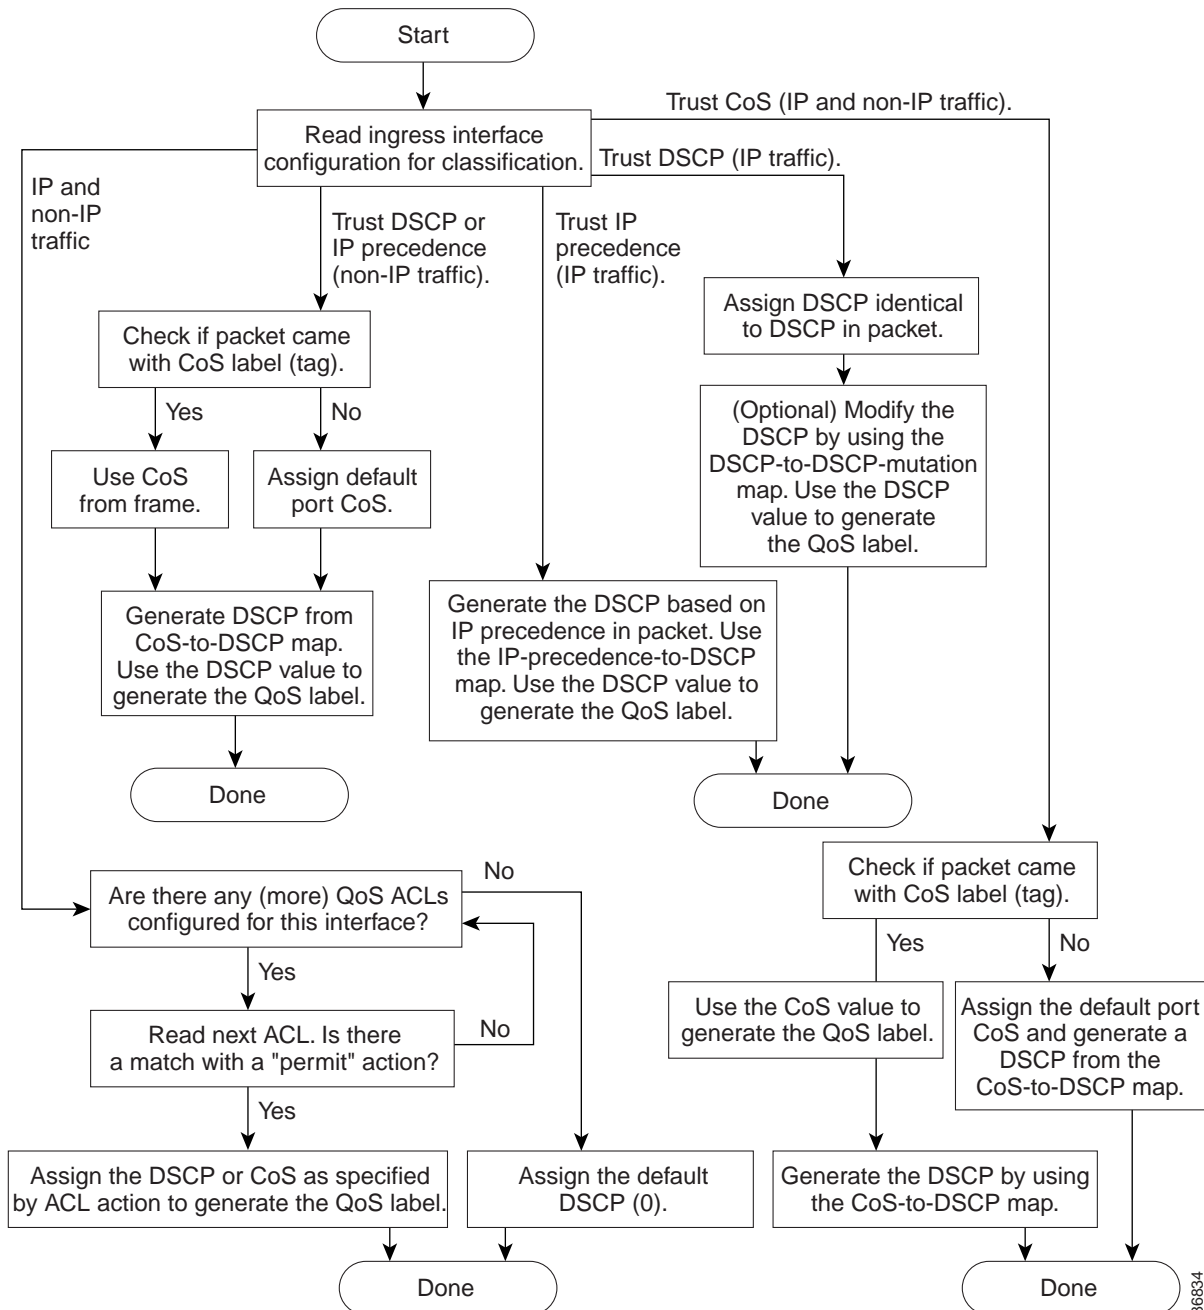 Start
Trust CoS (IP and non-IP traffic).
Read ingress interface
configuration for classification.
Trust DSCP (IP traffic).
IP and
non-IP
traffic
Trust DSCP or
IP precedence
(non-IP traffic).
Trust IP
precedence
(IP traffic).
Assign DSCP identical
to DSCP in packet.
Check if packet came
with CoS label (tag).
Yes
No
(Optional) Modify the
DSCP by using the
DSCP-to-DSCP-mutation
map. Use the DSCP
value to generate
the QoS label.
Use CoS
from frame.
Assign default
port CoS.
Generate DSCP from
CoS-to-DSCP map.
Use the DSCP value to
generate the QoS label.
Generate the DSCP based on
IP precedence in packet. Use
the IP-precedence-to-DSCP
map. Use the DSCP value to
generate the QoS label.
Done
Done
Are there any (more) QoS ACLs
configured for this interface?
No
Check if packet came
with CoS label (tag).
Yes
Yes
No
Read next ACL. Is there
a match with a "permit" action?
No
Use the CoS value to
generate the QoS label.
Assign the default port
CoS and generate a
DSCP from the
CoS-to-DSCP map.
Yes
Assign the DSCP or CoS as specified
by ACL action to generate the QoS label.
Assign the default
DSCP (0).
Generate the DSCP by using
the CoS-to-DSCP map.
Done
Done